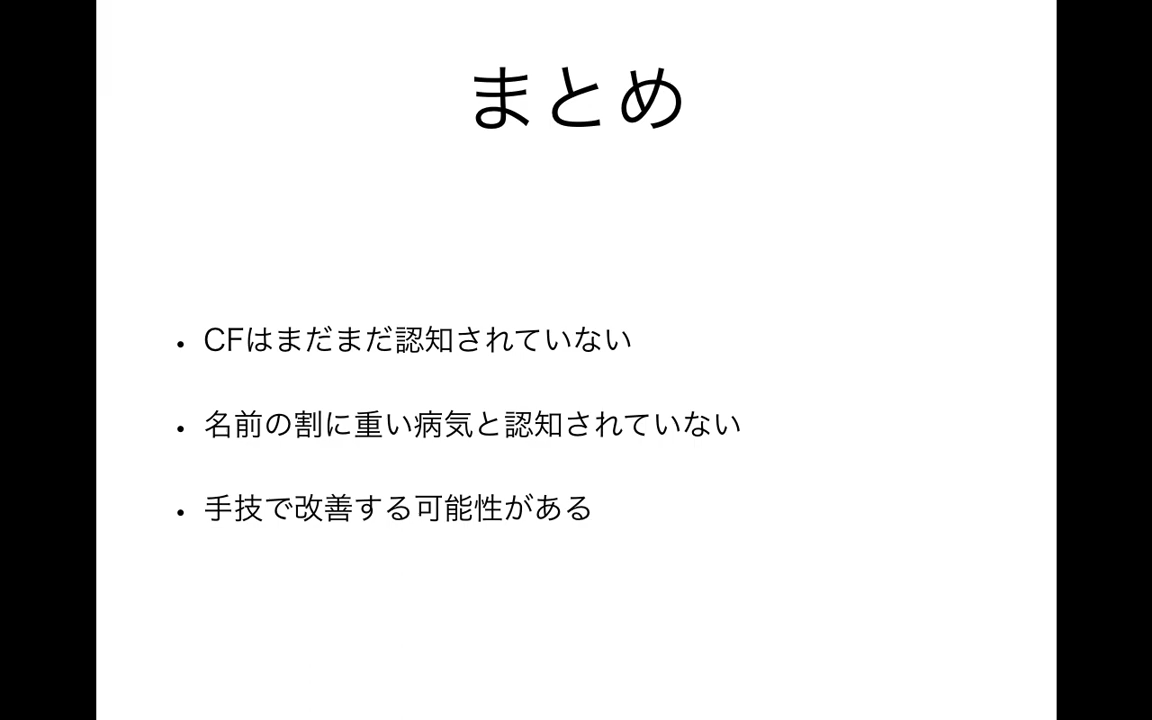 まとめ
• CFはまだまだ認知されていない
• 名前の割に重い病気と認知されていない
• 手技で改善する可能性がある